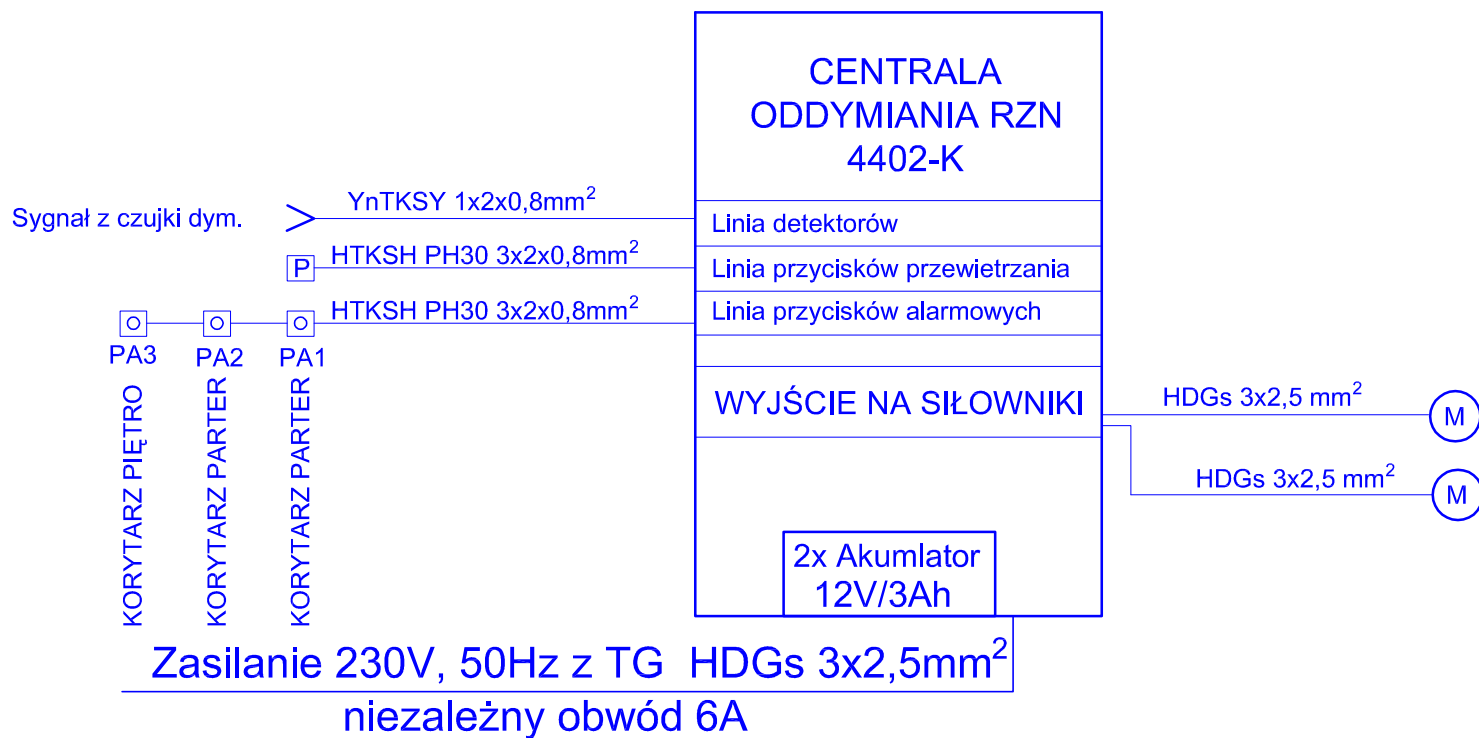 CENTRALA
ODDYMIANIA RZN
4402-K
Sygnał z czujki dym.
YnTKSY 1x2x0,8mm²
Linia detektorów
P
HTKSH PH30 3x2x0,8mm²
Linia przycisków przewietrzania
HTKSH PH30 3x2x0,8mm²
Linia przycisków alarmowych
PA3
PA2
PA1
KORYTARZ PIĘTRO
KORYTARZ PARTER
KORYTARZ PARTER
WYJŚCIE NA SIŁOWNIKI
HDGs 3x2,5 mm²
M
HDGs 3x2,5 mm²
M
2x Akumlator
12V/3Ah
Zasilanie 230V, 50Hz z TG HDGs 3x2,5mm²
niezależny obwód 6A